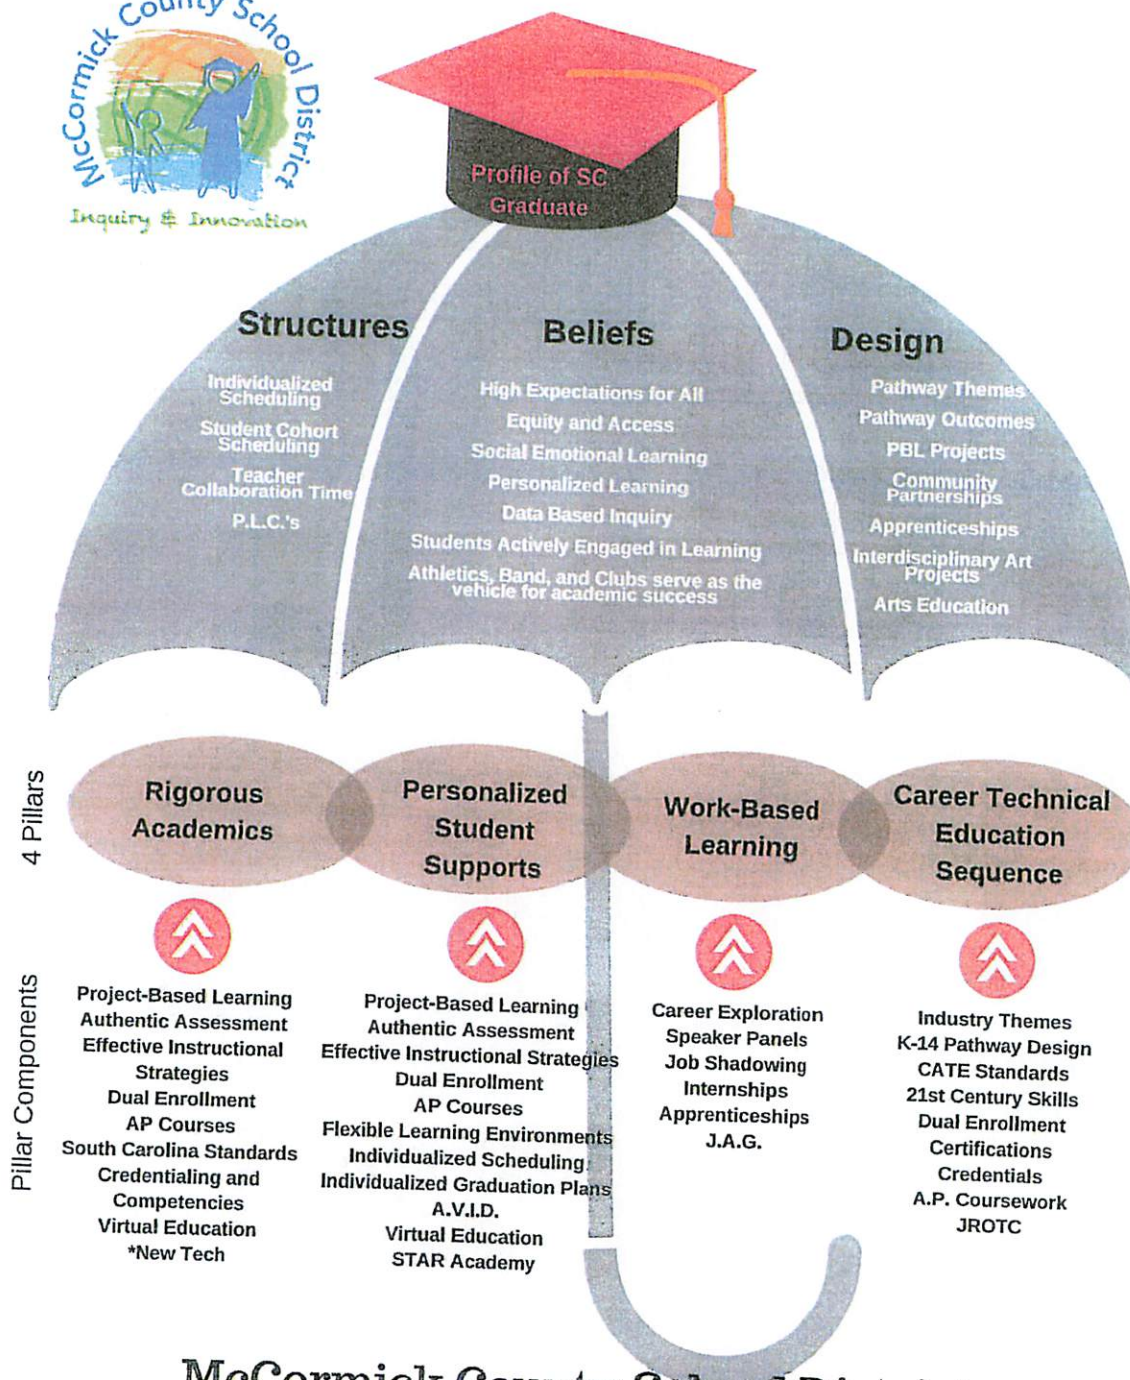 McCormick County School District
Inquiry & Innovation
Profile of SC
Graduate
Structures
Individualized
Scheduling
Student Cohort
Scheduling
Teacher
Collaboration Time
P.L.C.'s
Beliefs
High Expectations for All
Equity and Access
Social Emotional Learning
Personalized Learning
Data Based Inquiry
Students Actively Engaged in Learning
Athletics, Band, and Clubs serve as the
vehicle for academic success
Design
Pathway Themes
Pathway Outcomes
PBL Projects
Community
Partnerships
Apprenticeships
Interdisciplinary Art
Projects
Arts Education
4 Pillars
Rigorous
Academics
Personalized
Student
Supports
Work-Based
Learning
Career Technical
Education
Sequence
Pillar Components
Project-Based Learning
Authentic Assessment
Effective Instructional
Strategies
Dual Enrollment
AP Courses
South Carolina Standards
Credentialing and
Competencies
Virtual Education
*New Tech
Project-Based Learning
Authentic Assessment
Effective Instructional Strategies
Dual Enrollment
AP Courses
Flexible Learning Environments
Individualized Scheduling
Individualized Graduation Plans
A.V.I.D.
Virtual Education
STAR Academy
Career Exploration
Speaker Panels
Job Shadowing
Internships
Apprenticeships
J.A.G.
Industry Themes
K-14 Pathway Design
CATE Standards
21st Century Skills
Dual Enrollment
Certifications
Credentials
A.P. Coursework
JROTC
McCormick County School